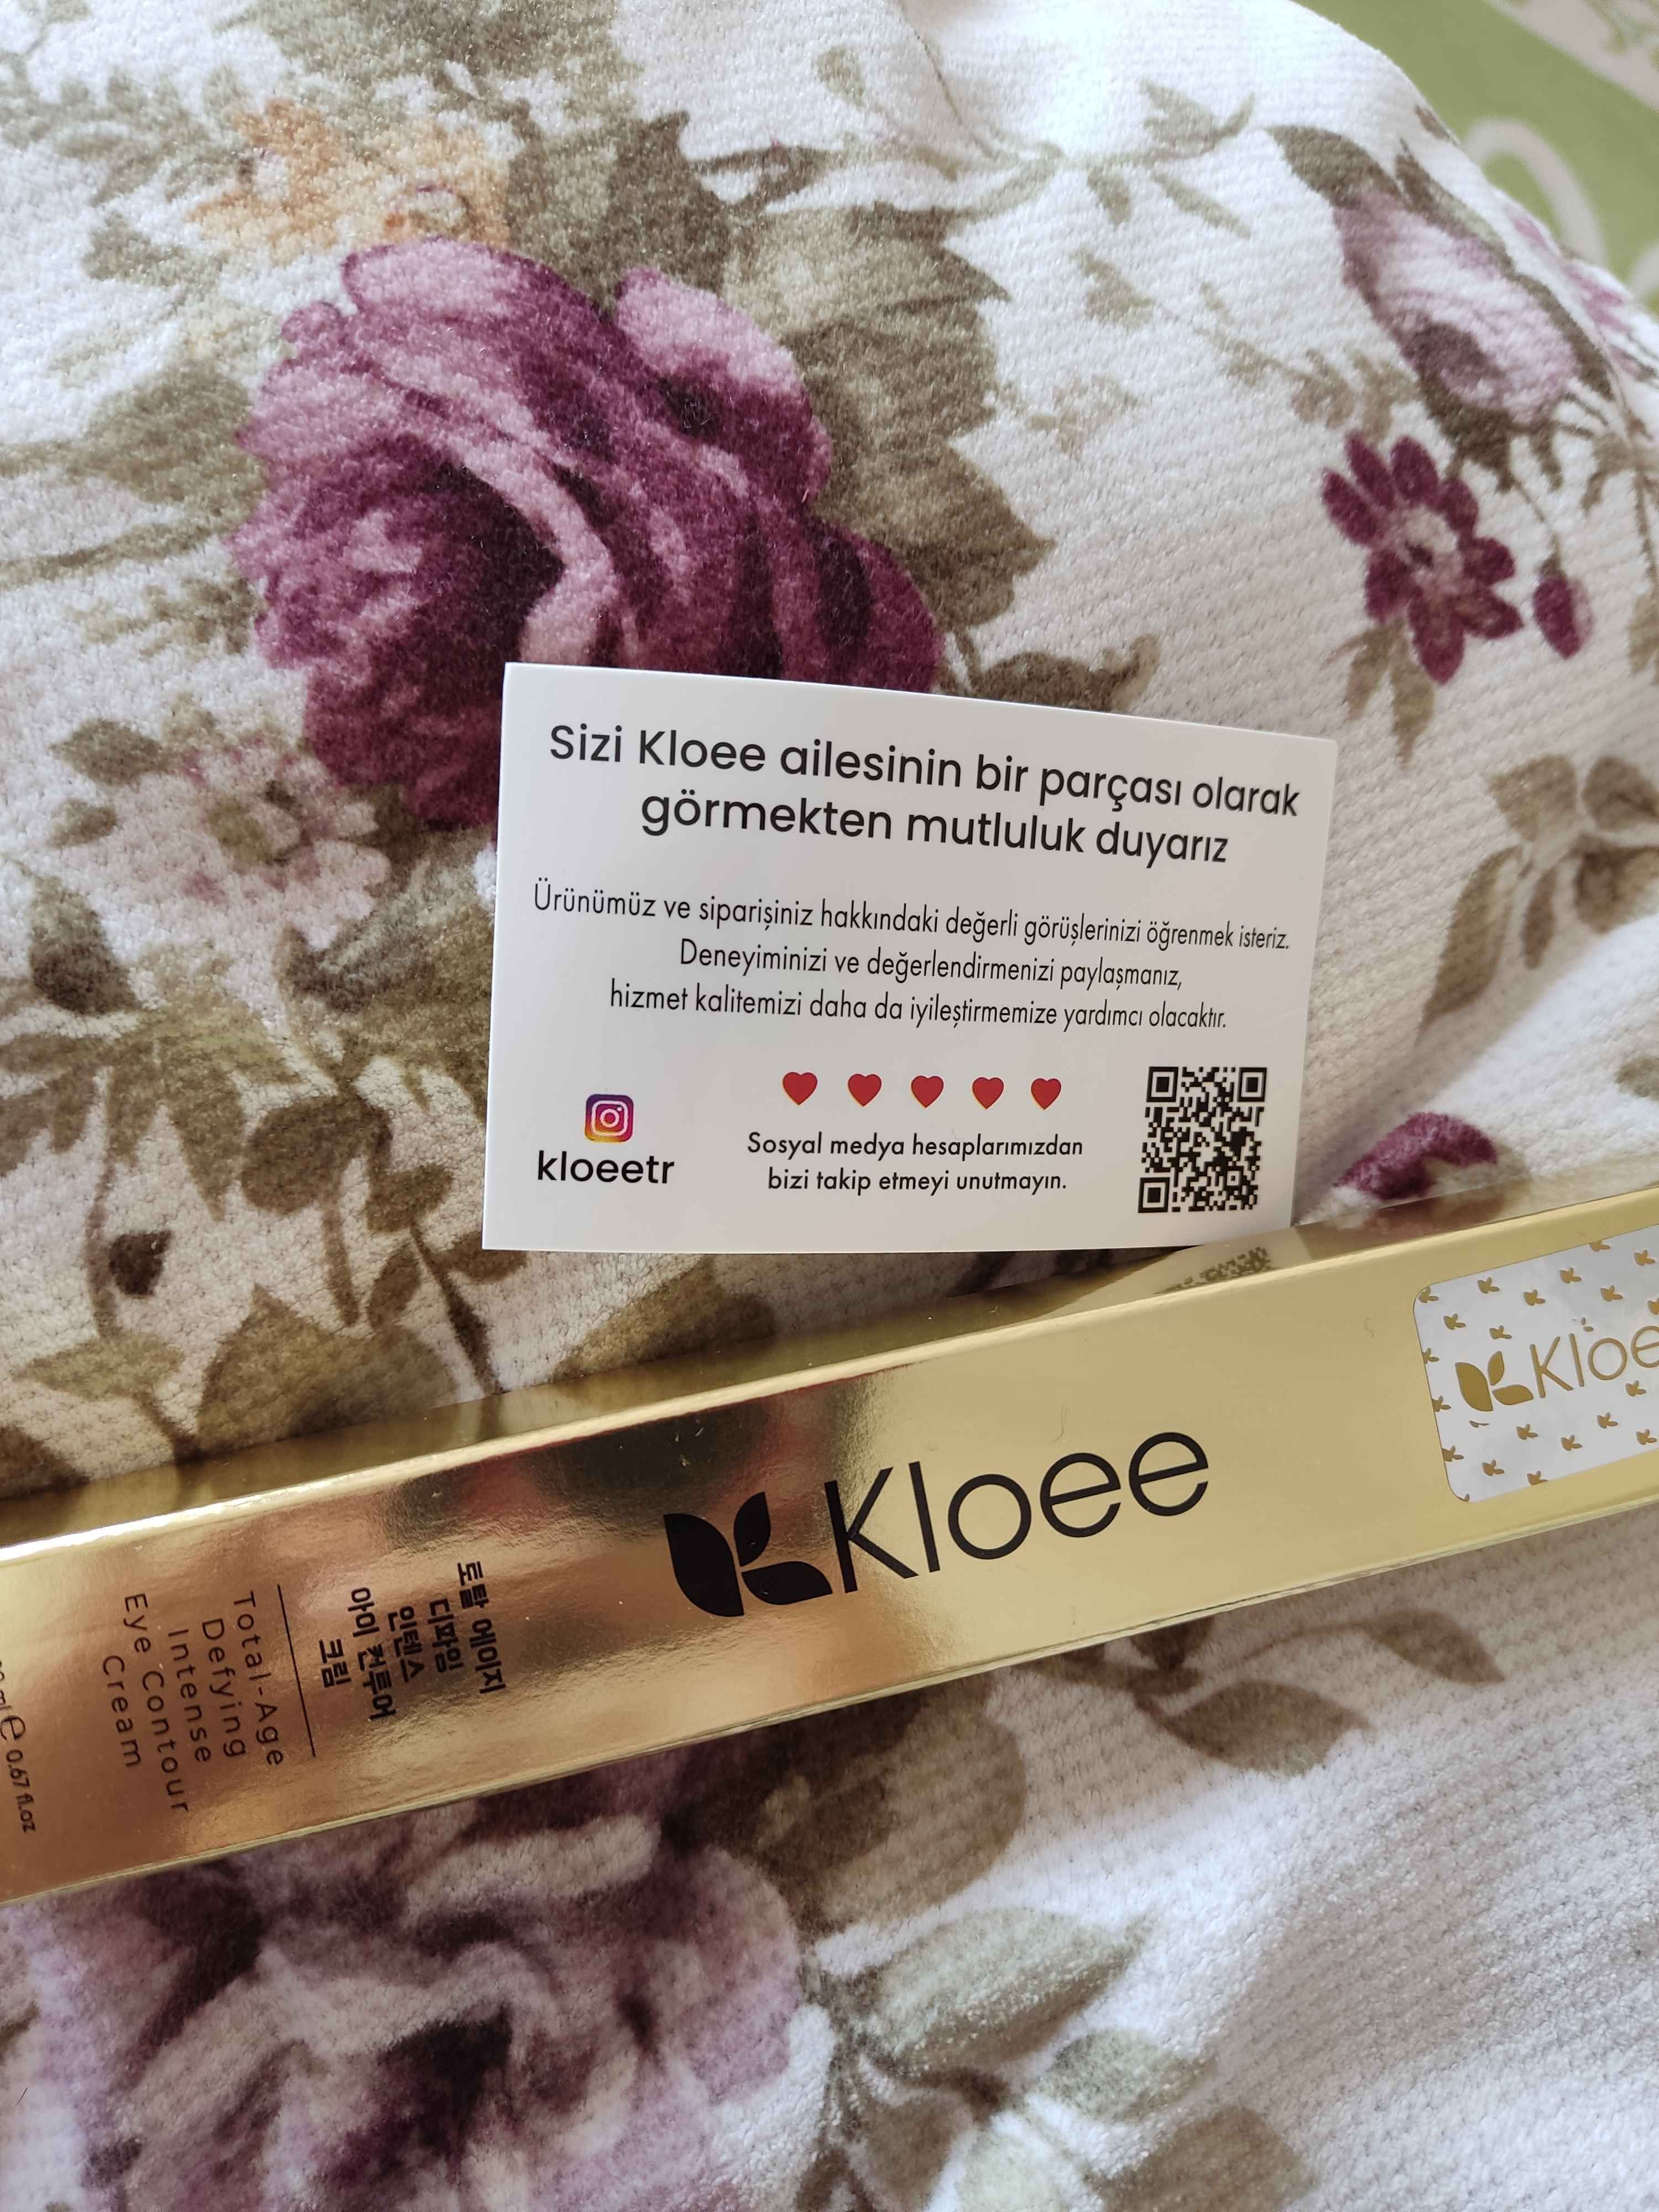 Sizi Kloee ailesinin bir parçası olarak
görmekten mutluluk duyarız
Ürünümüz ve siparişiniz hakkındaki değerli görüşlerinizi öğrenmek isteriz.
Deneyiminizi ve değerlendirmenizi paylaşmanız,
hizmet kalitemizi daha da iyileştirmemize yardımcı olacaktır.
kloeetr
Sosyal medya hesaplarımızdan
bizi takip etmeyi unutmayın.
Kloee
Kloee
토탈 에이지
디파잉
인텐스
아이 컨투어
크림
Total-Age
Defying
Intense
Eye Contour
Cream
ml e 0.67 fl.oz